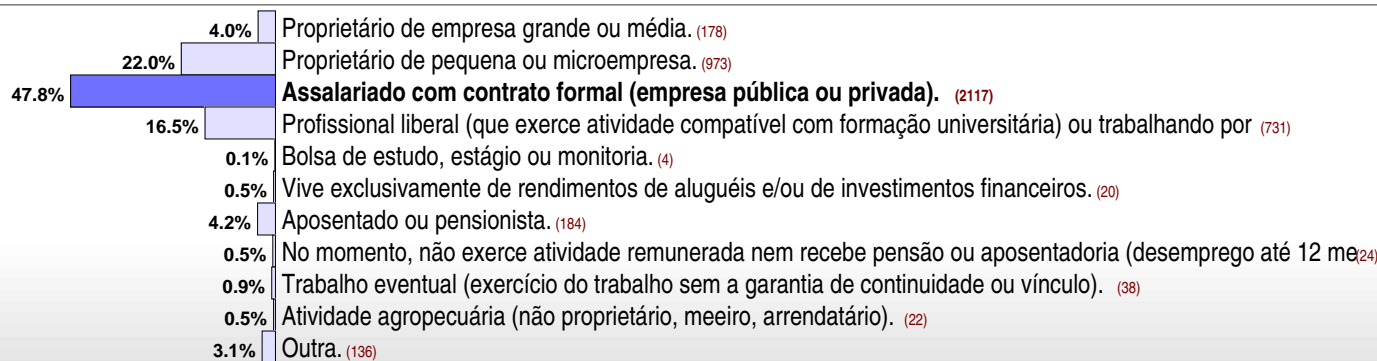 4.0% Proprietário de empresa grande ou média. (178)
22.0% Proprietário de pequena ou microempresa. (973)
47.8% Assalariado com contrato formal (empresa pública ou privada). (2117)
16.5% Profissional liberal (que exerce atividade compatível com formação universitária) ou trabalhando por (731)
0.1% Bolsa de estudo, estágio ou monitoria. (4)
0.5% Vive exclusivamente de rendimentos de aluguéis e/ou de investimentos financeiros. (20)
4.2% Aposentado ou pensionista. (184)
0.5% No momento, não exerce atividade remunerada nem recebe pensão ou aposentadoria (desemprego até 12 me (24)
0.9% Trabalho eventual (exercício do trabalho sem a garantia de continuidade ou vínculo). (38)
0.5% Atividade agropecuária (não proprietário, meeiro, arrendatário). (22)
3.1% Outra. (136)